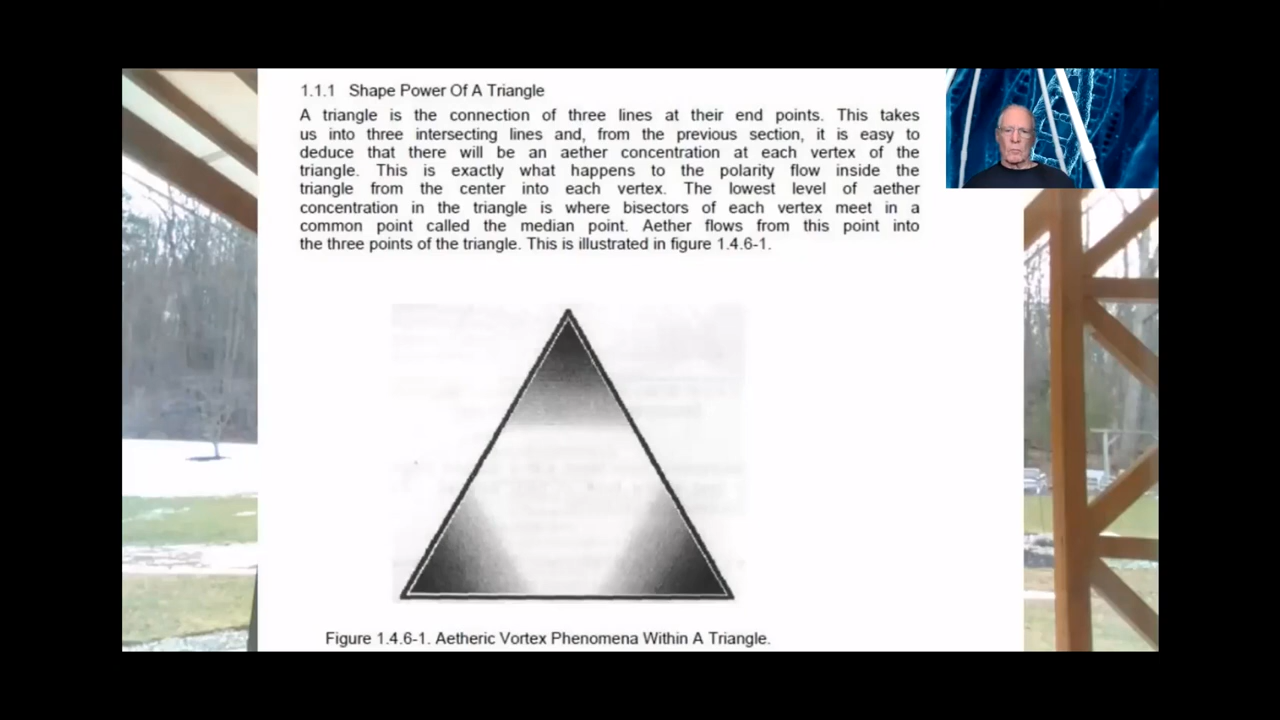 1.1.1 Shape Power Of A Triangle
A triangle is the connection of three lines at their end points. This takes
us into three intersecting lines and, from the previous section, it is easy to
deduce that there will be an aether concentration at each vertex of the
triangle. This is exactly what happens to the polarity flow inside the
triangle from the center into each vertex. The lowest level of aether
concentration in the triangle is where bisectors of each vertex meet in a
common point called the median point. Aether flows from this point into
the three points of the triangle. This is illustrated in figure 1.4.6-1.
Figure 1.4.6-1. Aetheric Vortex Phenomena Within A Triangle.